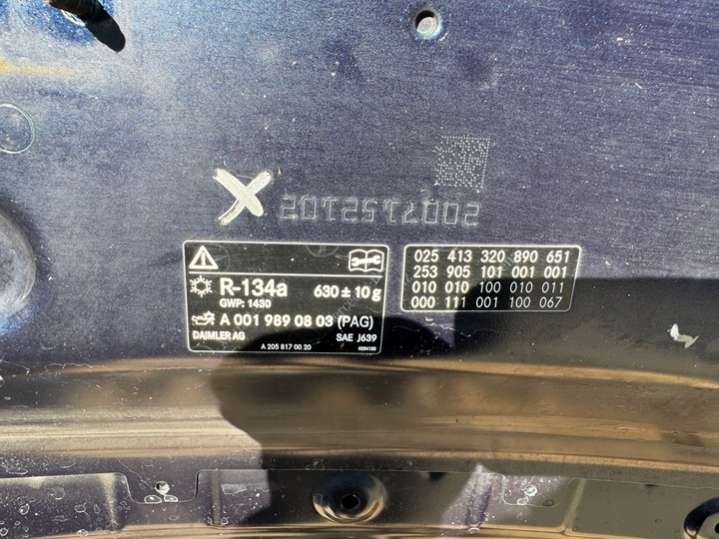 R-134a 630 ± 10 g
GWP: 1430
A 001 989 08 03 (PAG)
DAIMLER AG SAE J639
A 205 817 00 20
025 413 320 890 651
253 905 101 001 001
010 010 100 010 011
000 111 001 100 067